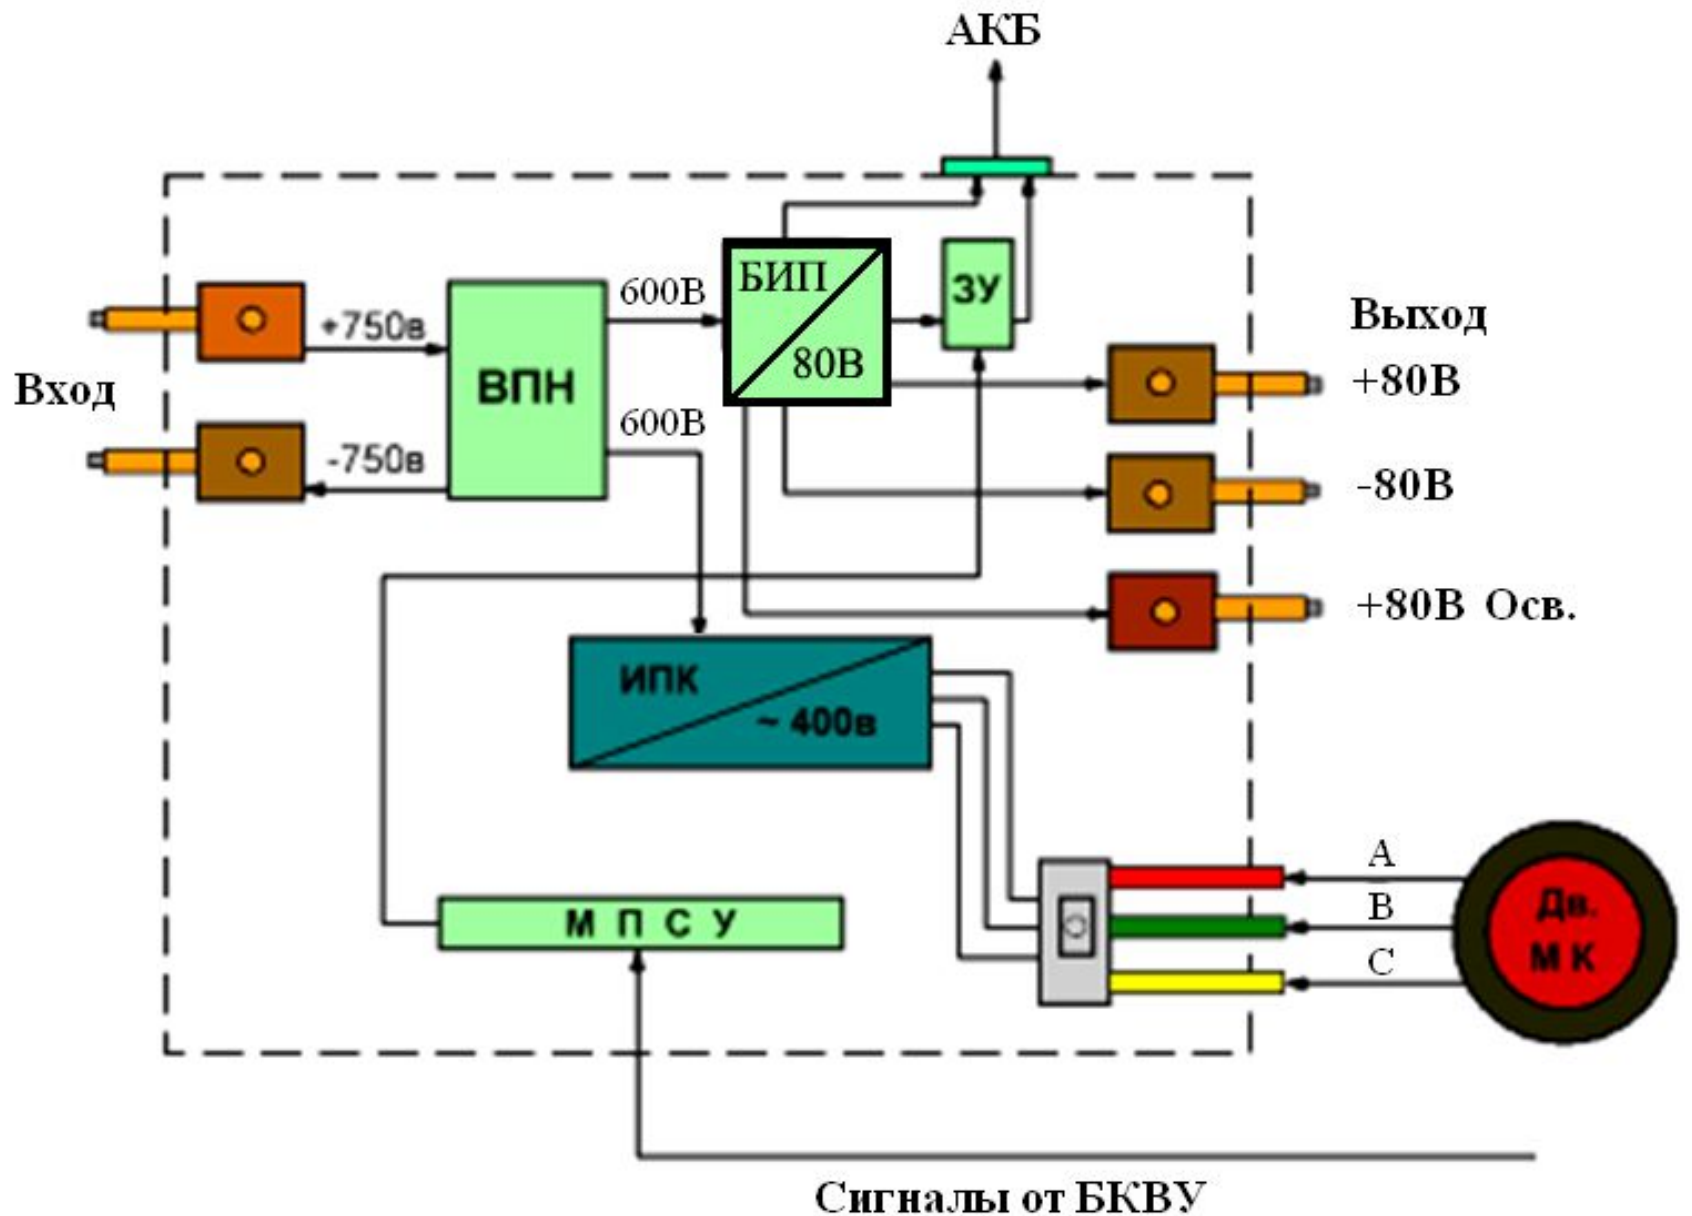 АКБ
+750в
Вход
-750в
ВПН
600В
600В
БИП
80В
ЗУ
Выход
+80В
-80В
+80В Осв.
ИПК
~ 400в
М П С У
А
В
С
Дв.
М К
Сигналы от БКВУ